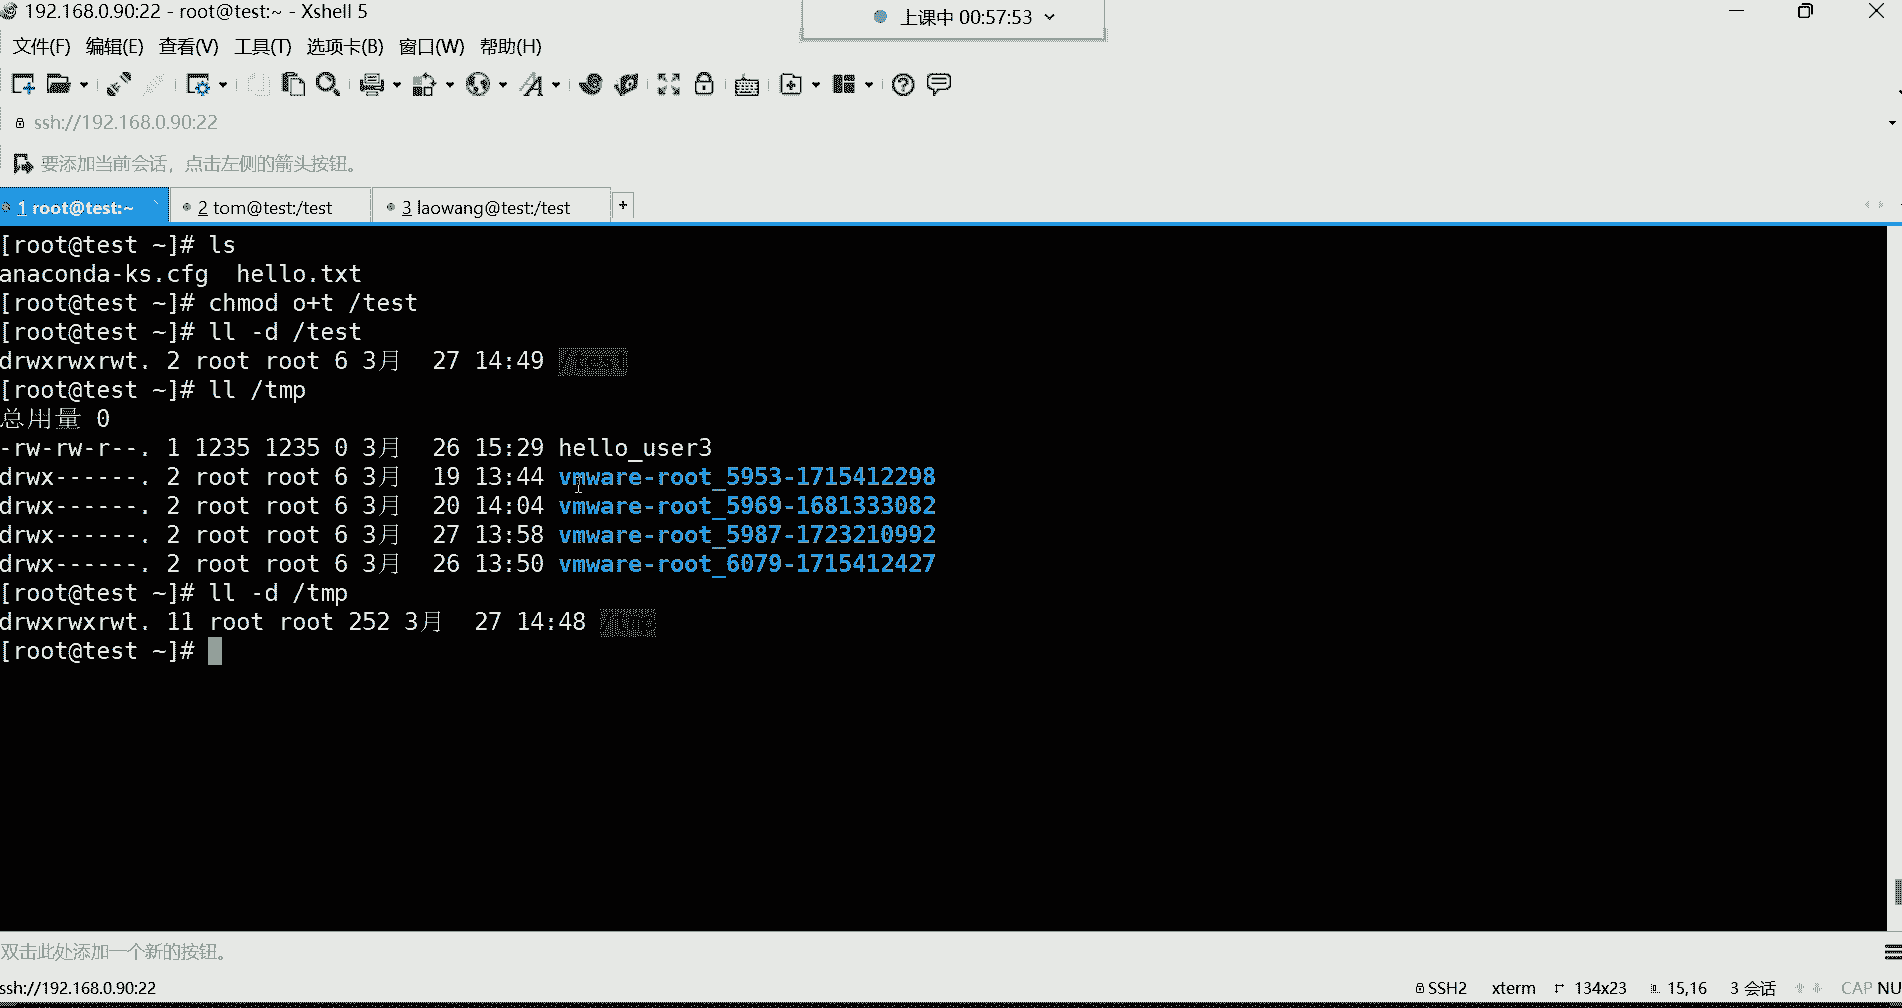 192.168.0.90:22 - root@test:~ - Xshell 5
上课中 00:57:53
文件(F) 编辑(E) 查看(V) 工具(T) 选项卡(B) 窗口(W) 帮助(H)
ssh://192.168.0.90:22
要添加当前会话，点击左侧的箭头按钮。
1 root@test:~ 2 tom@test:/test 3 laowang@test:/test +
[root@test ~]# ls
anaconda-ks.cfg  hello.txt
[root@test ~]# chmod o+t /test
[root@test ~]# ll -d /test
drwxrwxrwt. 2 root root 6 3月  27 14:49 /test
[root@test ~]# ll /tmp
总用量 0
-rw-rw-r--. 1 1235 1235 0 3月  26 15:29 hello_user3
drwx------. 2 root root 6 3月  19 13:44 vmware-root_5953-1715412298
drwx------. 2 root root 6 3月  20 14:04 vmware-root_5969-1681333082
drwx------. 2 root root 6 3月  27 13:58 vmware-root_5987-1723210992
drwx------. 2 root root 6 3月  26 13:50 vmware-root_6079-1715412427
[root@test ~]# ll -d /tmp
drwxrwxrwt. 11 root root 252 3月  27 14:48 /tmp
[root@test ~]#
双击此处添加一个新的按钮。
ssh://192.168.0.90:22 SSH2 xterm 134x23 15,16 3 会话 CAP NU